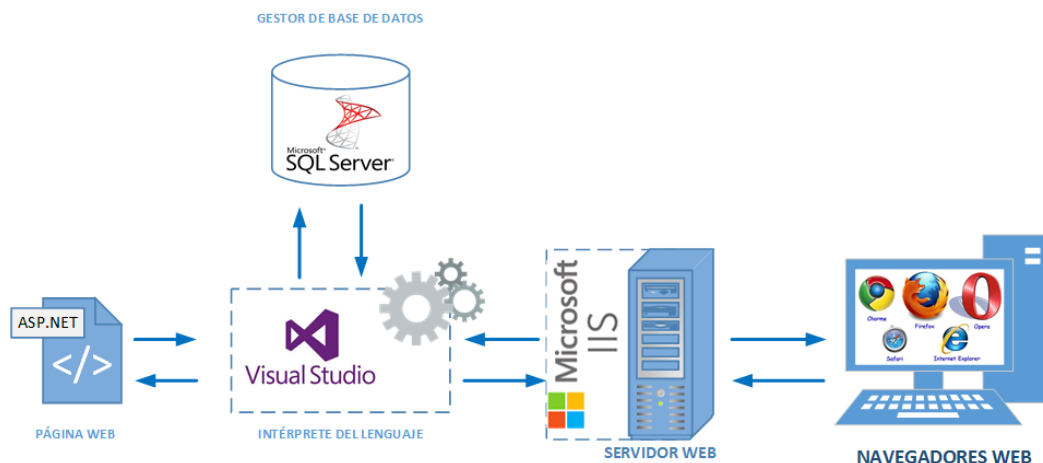 GESTOR DE BASE DE DATOS
Microsoft®
SQL Server®
ASP.NET
</>
Visual Studio
Microsoft
IIS
Chorme
Firefox
Opera
Safari
Internet Explorer
PÁGINA WEB
INTÉRPRETE DEL LENGUAJE
SERVIDOR WEB
NAVEGADORES WEB